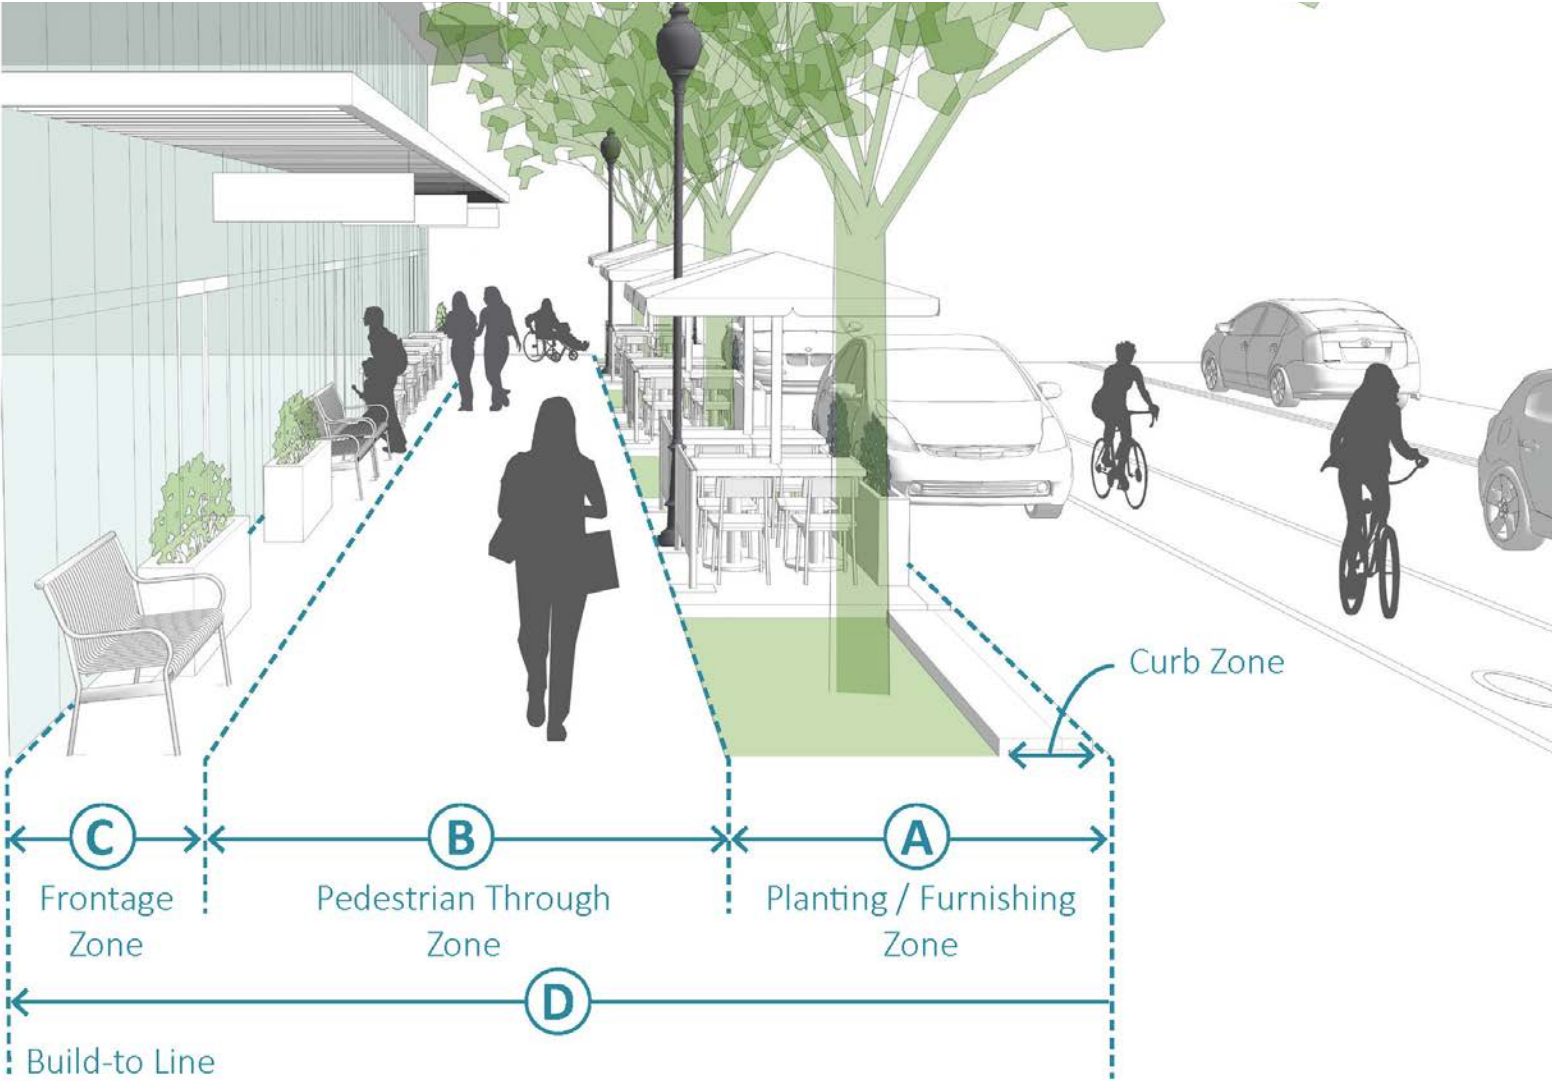 Curb Zone
C
B
A
Frontage
Zone
Pedestrian Through
Zone
Planting / Furnishing
Zone
D
Build-to Line